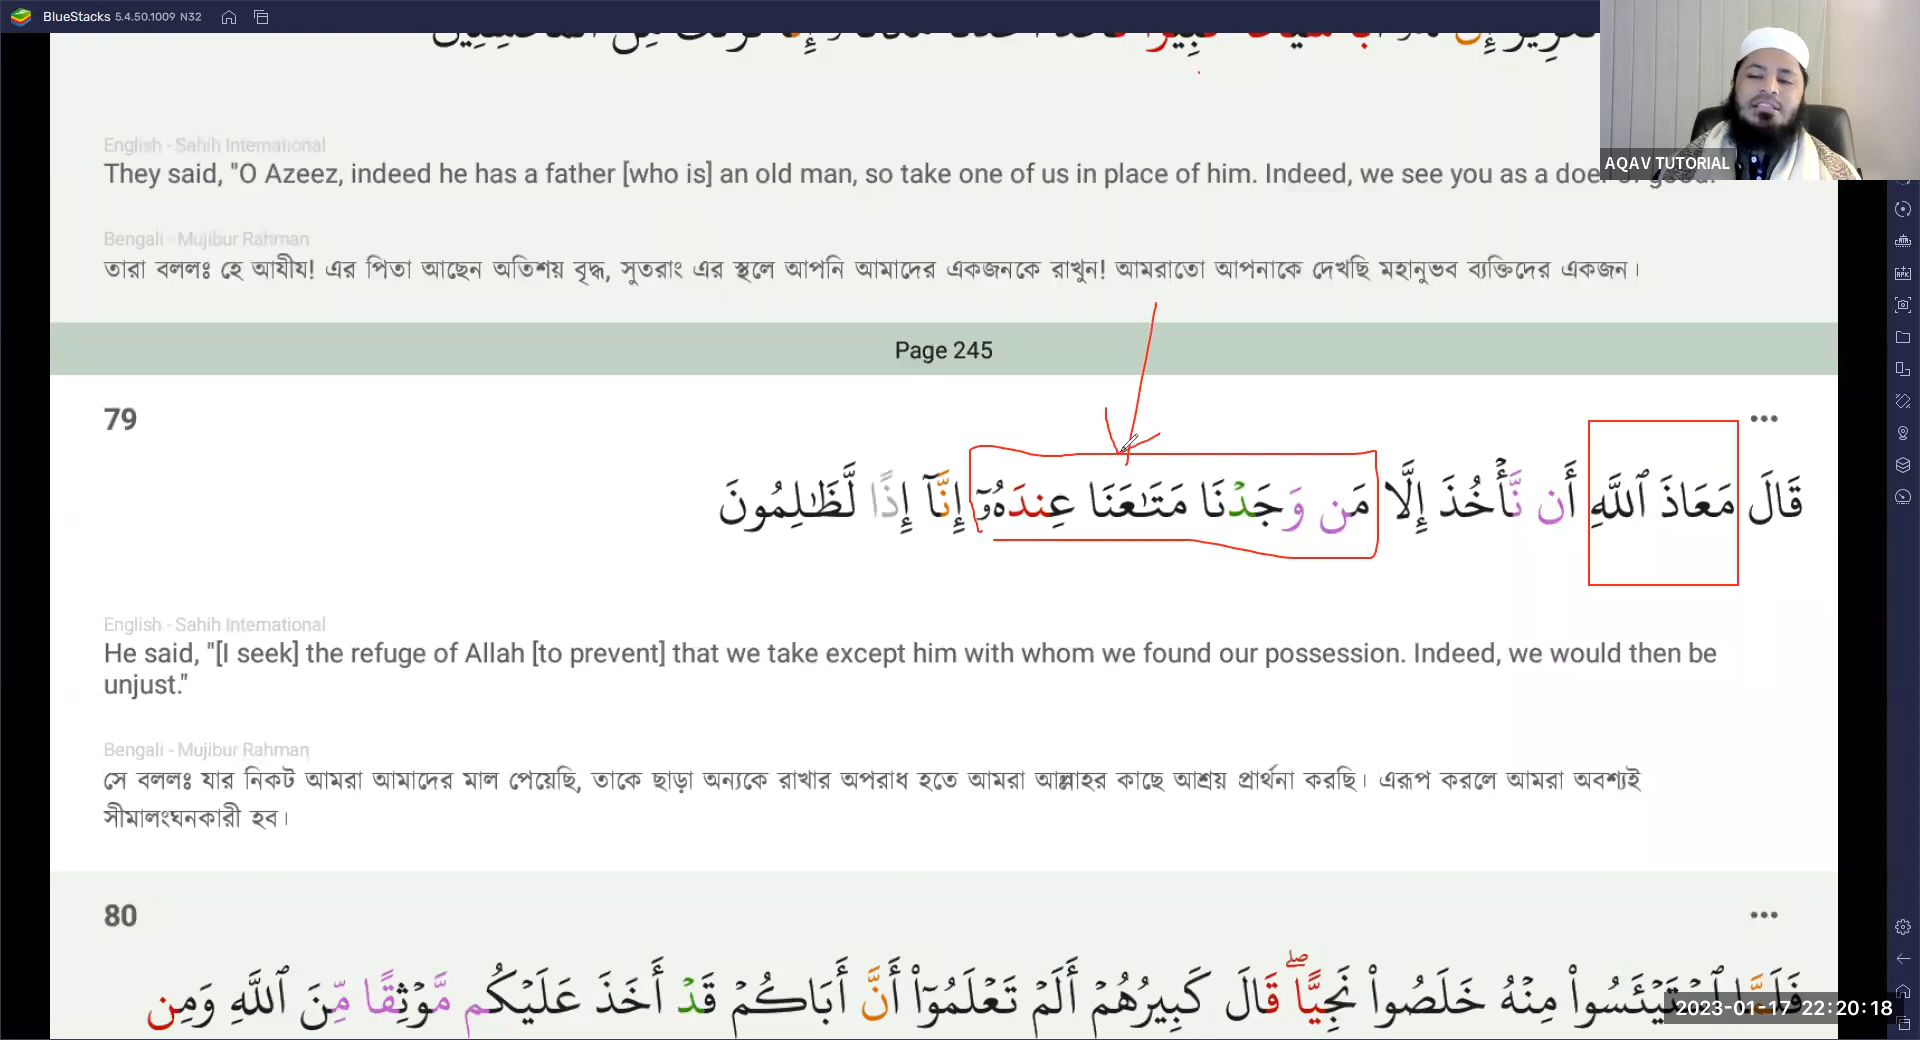 BlueStacks 5.4.50.1009 N32
English - Sahih International
They said, "O Azeez, indeed he has a father [who is] an old man, so take one of us in place of him. Indeed, we see you as a doer of good."
AQAV TUTORIAL
Bengali - Mujibur Rahman
তারা বললঃ হে আযীয! এর পিতা আছেন অতিশয় বৃদ্ধ, সুতরাং এর স্থলে আপনি আমাদের একজনকে রাখুন! আমরাতো আপনাকে দেখছি মহানুভব ব্যক্তিদের একজন।
Page 245
79
قَالَ مَعَاذَ ٱللَّهِ أَن نَّأْخُذَ إِلَّا مَن وَجَدْنَا مَتَـٰعَنَا عِندَهُۥٓ إِنَّآ إِذًا لَّظَـٰلِمُونَ
English - Sahih International
He said, "[I seek] the refuge of Allah [to prevent] that we take except him with whom we found our possession. Indeed, we would then be
unjust."
Bengali - Mujibur Rahman
সে বললঃ যার নিকট আমরা আমাদের মাল পেয়েছি, তাকে ছাড়া অন্যকে রাখার অপরাধ হতে আমরা আল্লাহর কাছে আশ্রয় প্রার্থনা করছি। এরূপ করলে আমরা অবশ্যই
সীমালংঘনকারী হব।
80
فَلَمَّا ٱسْتَيْـَٔسُوا۟ مِنْهُ خَلَصُوا۟ نَجِيًّا ۖ قَالَ كَبِيرُهُمْ أَلَمْ تَعْلَمُوٓا۟ أَنَّ أَبَاكُمْ قَدْ أَخَذَ عَلَيْكُم مَّوْثِقًا مِّنَ ٱللَّهِ وَمِن
2023-01-17 22:20:18